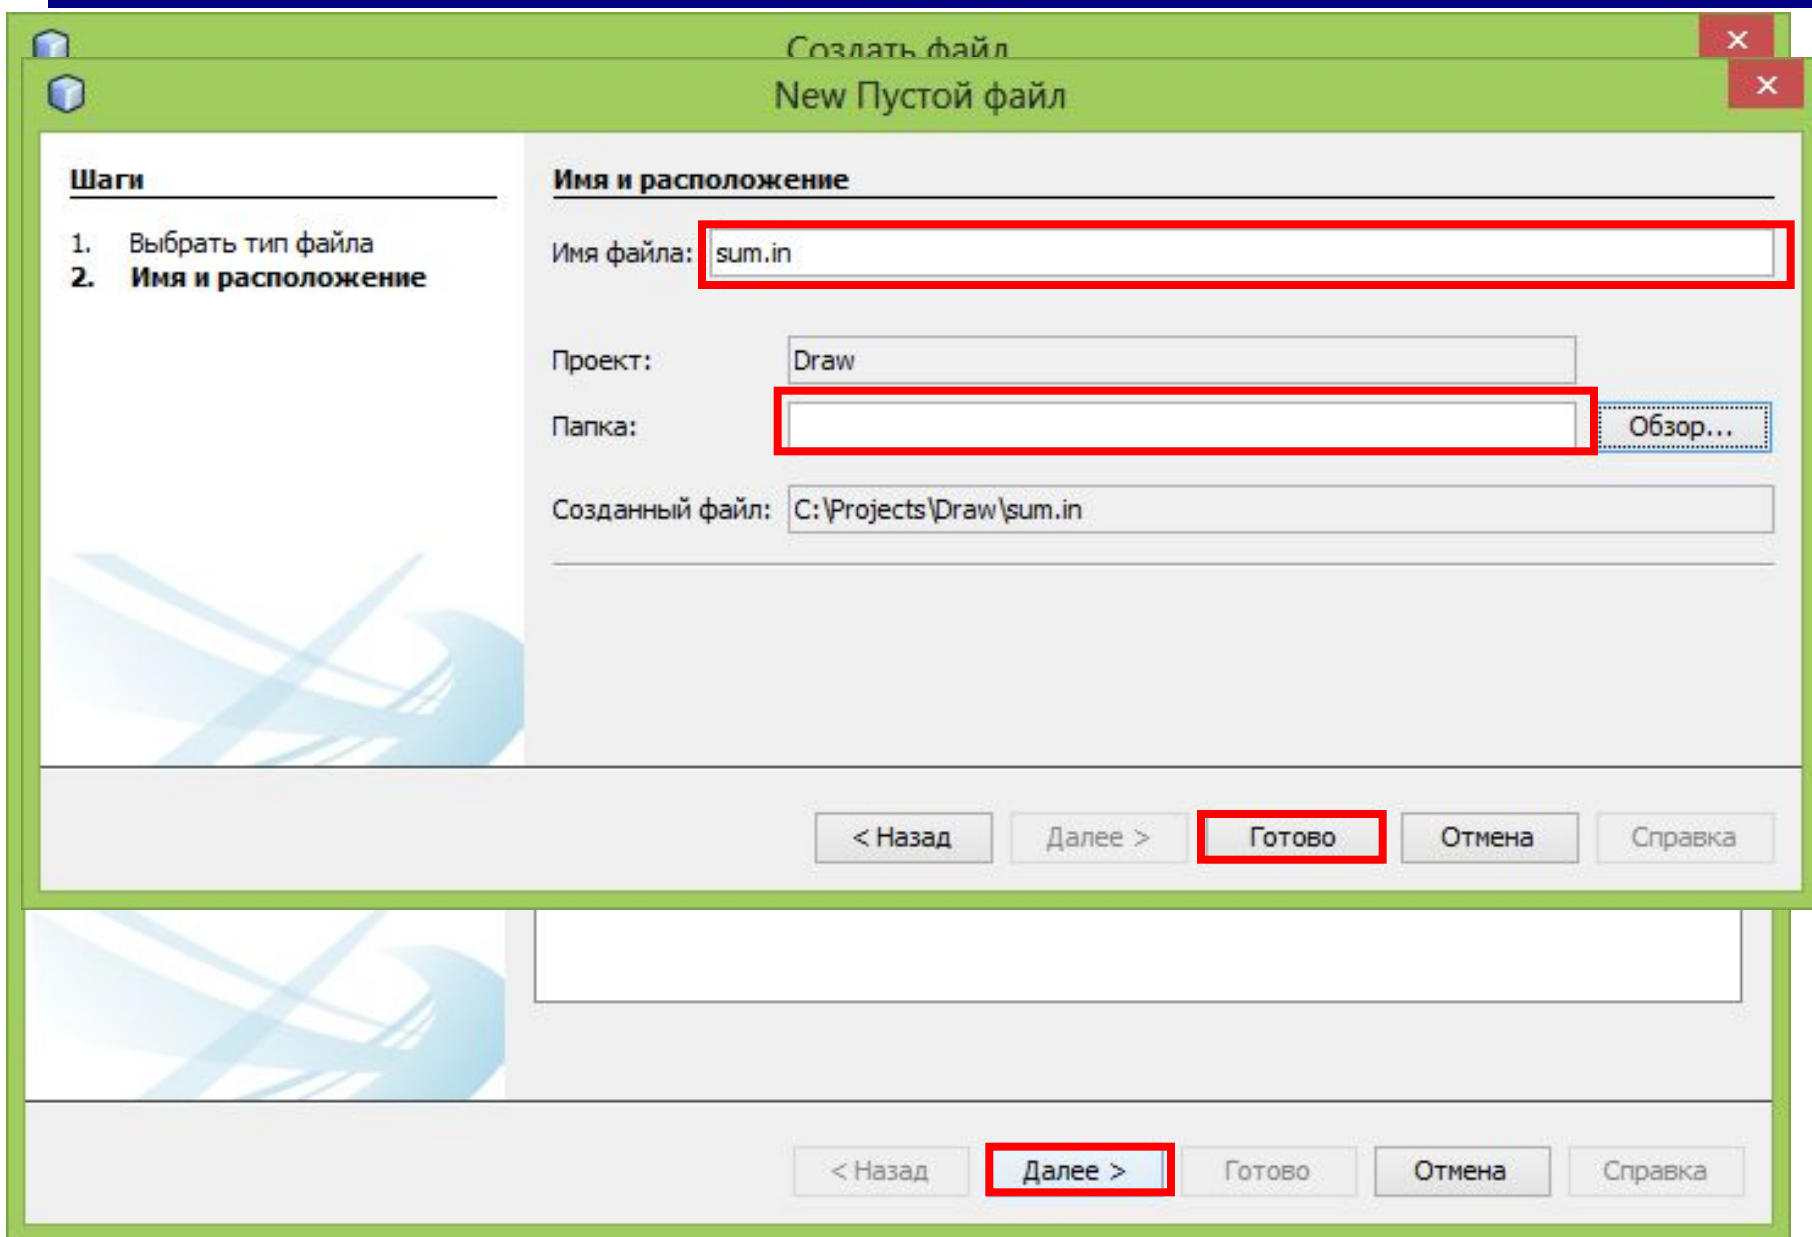 Создать файл
New Пустой файл
Шаги
1. Выбрать тип файла
2. Имя и расположение
Имя и расположение
Имя файла: sum.in
Проект: Draw
Папка: Обзор...
Созданный файл: C:\Projects\Draw\sum.in
< Назад Далее > Готово Отмена Справка
< Назад Далее > Готово Отмена Справка